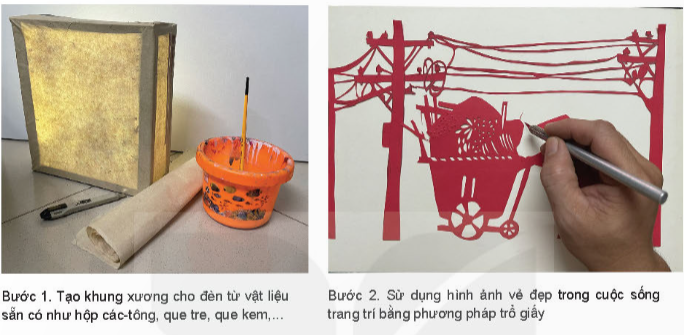 Bước 1. Tạo khung xương cho đèn từ vật liệu
sẵn có như hộp các-tông, que tre, que kem,...
Bước 2. Sử dụng hình ảnh vẻ đẹp trong cuộc sống
trang trí bằng phương pháp trổ giấy